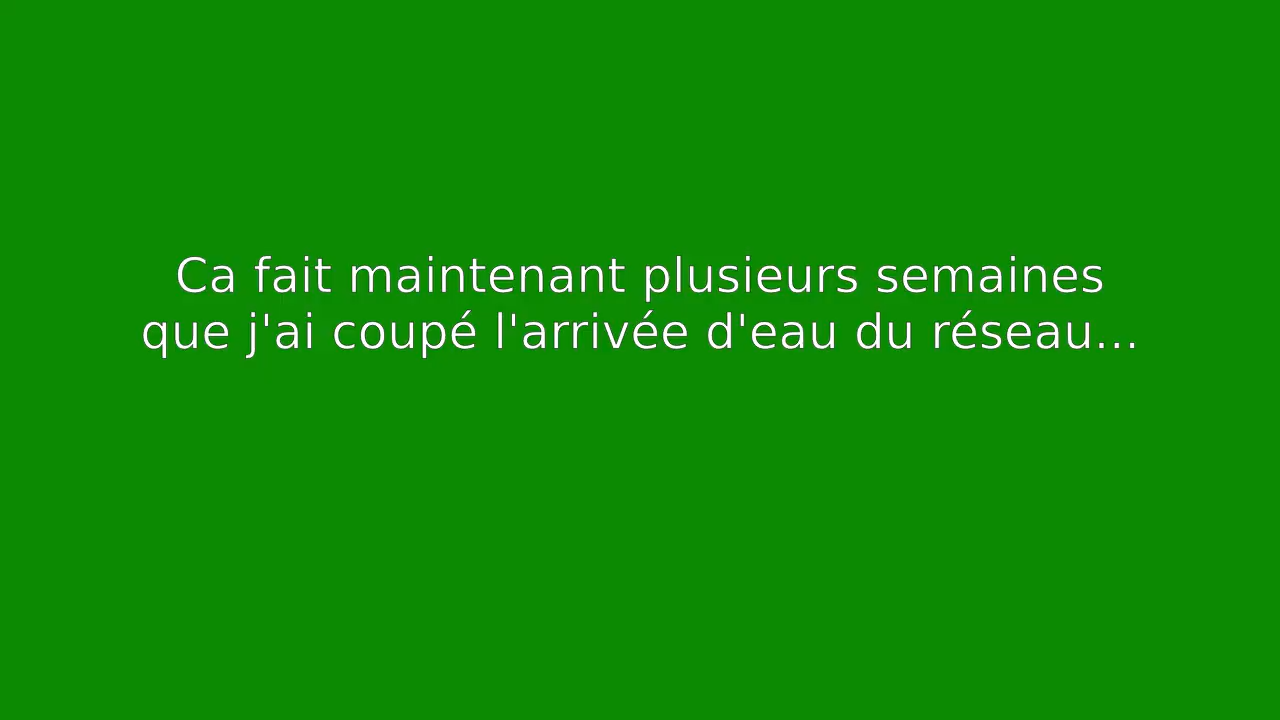 Ca fait maintenant plusieurs semaines
que j'ai coupé l'arrivée d'eau du réseau...